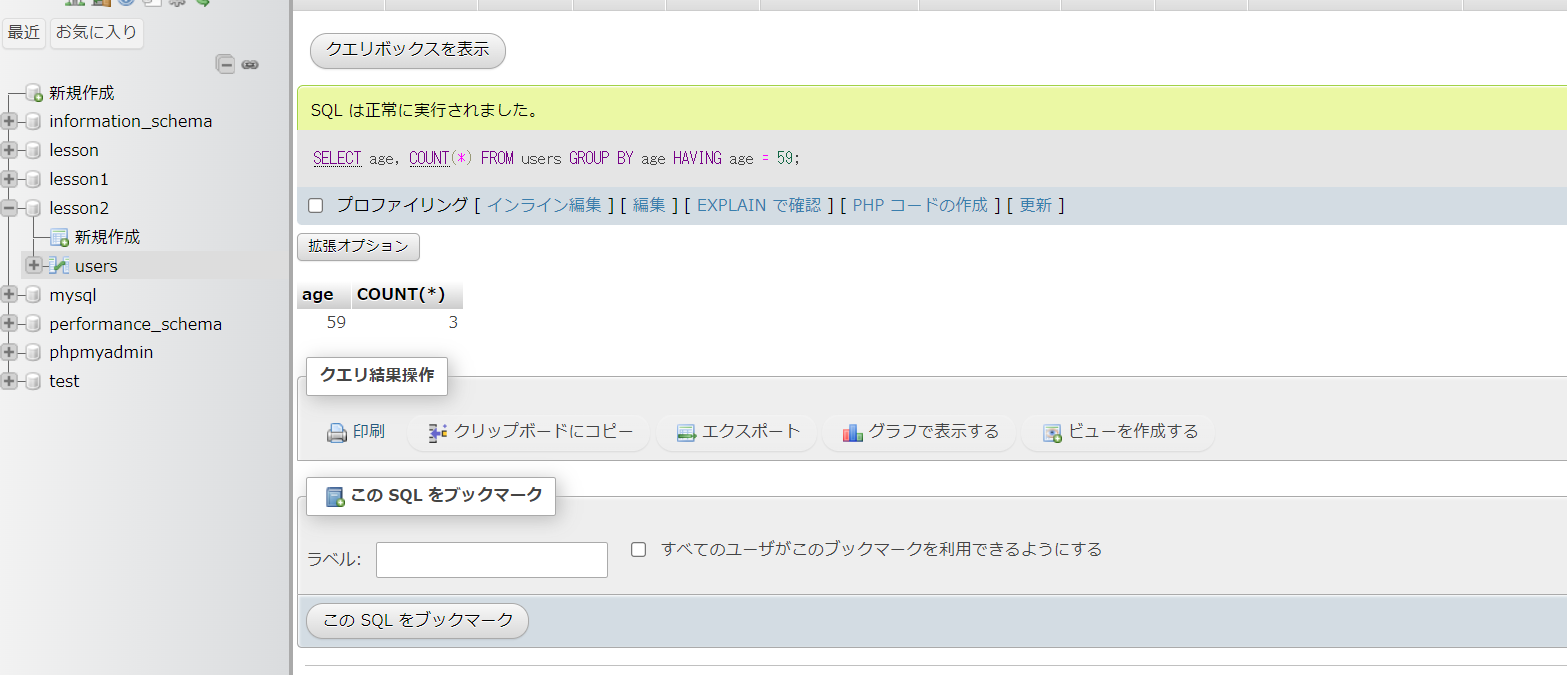 最近 お気に入り
新規作成
information_schema
lesson
lesson1
lesson2
新規作成
users
mysql
performance_schema
phpmyadmin
test
クエリボックスを表示
SQL は正常に実行されました。
SELECT age, COUNT(*) FROM users GROUP BY age HAVING age = 59;
プロファイリング [ インライン編集 ] [ 編集 ] [ EXPLAIN で確認 ] [ PHP コードの作成 ] [ 更新 ]
拡張オプション
age COUNT(*)
59 3
クエリ結果操作
印刷 クリップボードにコピー エクスポート グラフで表示する ビューを作成する
この SQL をブックマーク
ラベル: すべてのユーザがこのブックマークを利用できるようにする
この SQL をブックマーク